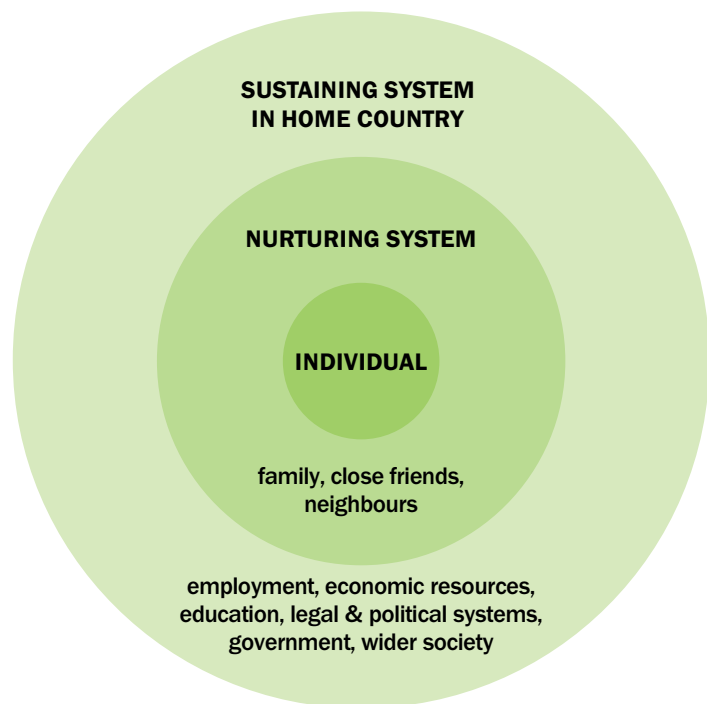 SUSTAINING SYSTEM
IN HOME COUNTRY
NURTURING SYSTEM
INDIVIDUAL
family, close friends,
neighbours
employment, economic resources,
education, legal & political systems,
government, wider society